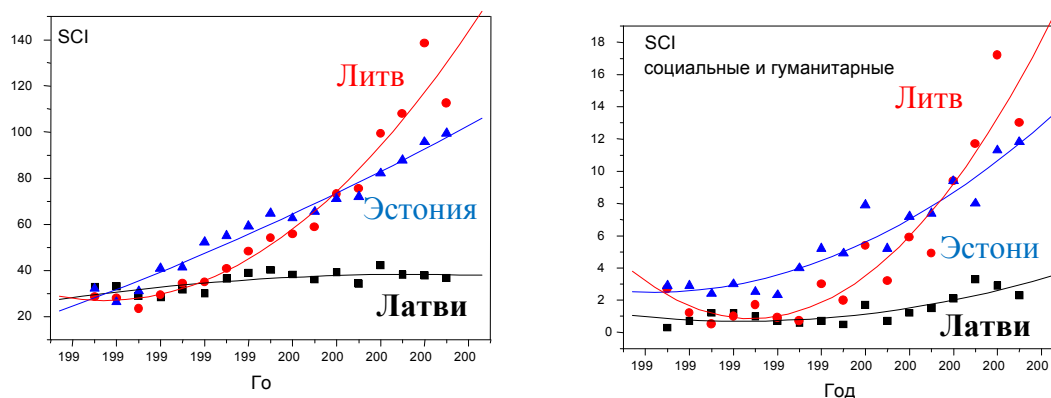 SCI
140
120
100
80
60
40
20
Литв
Эстония
Латви
199 199 199 199 199 200 200 200 200 200
Го
SCI
социальные и гуманитарные
18
16
14
12
10
8
6
4
2
0
Литв
Эстони
Латви
199 199 199 199 199 200 200 200 200
Год